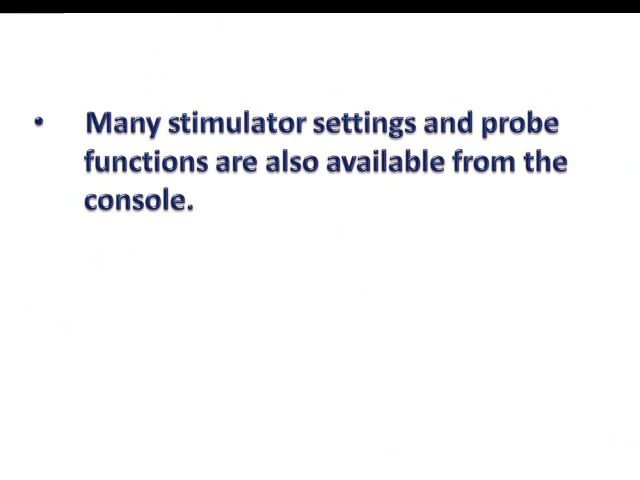 • Many stimulator settings and probe
functions are also available from the
console.